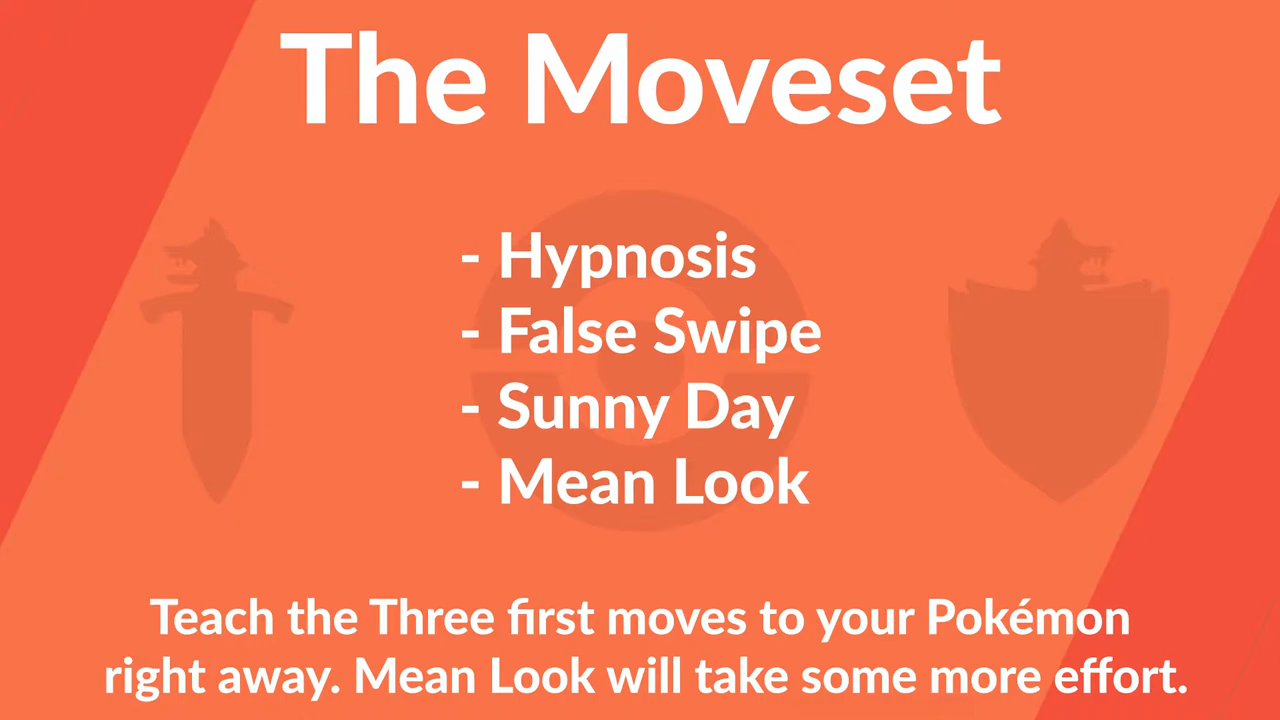 The Moveset
- Hypnosis
- False Swipe
- Sunny Day
- Mean Look
Teach the Three first moves to your Pokémon
right away. Mean Look will take some more effort.